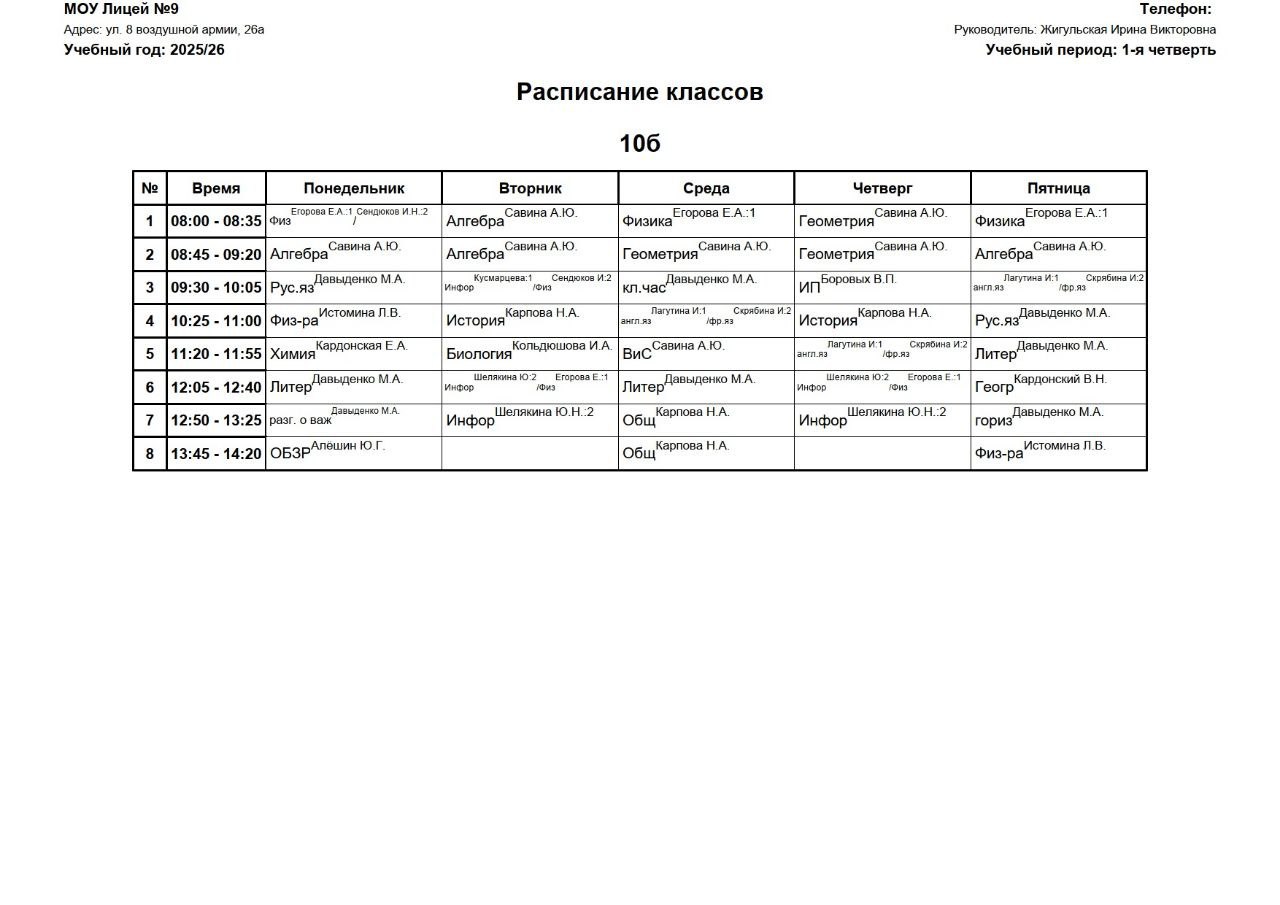 МОУ Лицей №9 Телефон:
Адрес: ул. 8 воздушной армии, 26а Руководитель: Жигульская Ирина Викторовна
Учебный год: 2025/26 Учебный период: 1-я четверть
Расписание классов
10б
№ Время Понедельник Вторник Среда Четверг Пятница
1 08:00 - 08:35 Физ Егорова Е.А.:1 Сендюков И.Н.:2 / Алгебра Савина А.Ю. Физика Егорова Е.А.:1 Геометрия Савина А.Ю. Физика Егорова Е.А.:1
2 08:45 - 09:20 Алгебра Савина А.Ю. Алгебра Савина А.Ю. Геометрия Савина А.Ю. Геометрия Савина А.Ю. Алгебра Савина А.Ю.
3 09:30 - 10:05 Рус.яз Давыденко М.А. Инфор Кусмарцева:1 /Физ Сендюков И:2 кл.час Давыденко М.А. ИП Боровых В.П. англ.яз Лагутина И:1 /фр.яз Скрябина И:2
4 10:25 - 11:00 Физ-ра Истомина Л.В. История Карпова Н.А. англ.яз Лагутина И:1 /фр.яз Скрябина И:2 История Карпова Н.А. Рус.яз Давыденко М.А.
5 11:20 - 11:55 Химия Кардонская Е.А. Биология Кольдюшова И.А. ВиС Савина А.Ю. англ.яз Лагутина И:1 /фр.яз Скрябина И:2 Литер Давыденко М.А.
6 12:05 - 12:40 Литер Давыденко М.А. Инфор Шелякина Ю:2 /Физ Егорова Е.:1 Литер Давыденко М.А. Инфор Шелякина Ю:2 /Физ Егорова Е.:1 Геогр Кардонский В.Н.
7 12:50 - 13:25 разг. о важ Давыденко М.А. Инфор Шелякина Ю.Н.:2 Общ Карпова Н.А. Инфор Шелякина Ю.Н.:2 гориз Давыденко М.А.
8 13:45 - 14:20 ОБЗР Алёшин Ю.Г. Общ Карпова Н.А. Физ-ра Истомина Л.В.